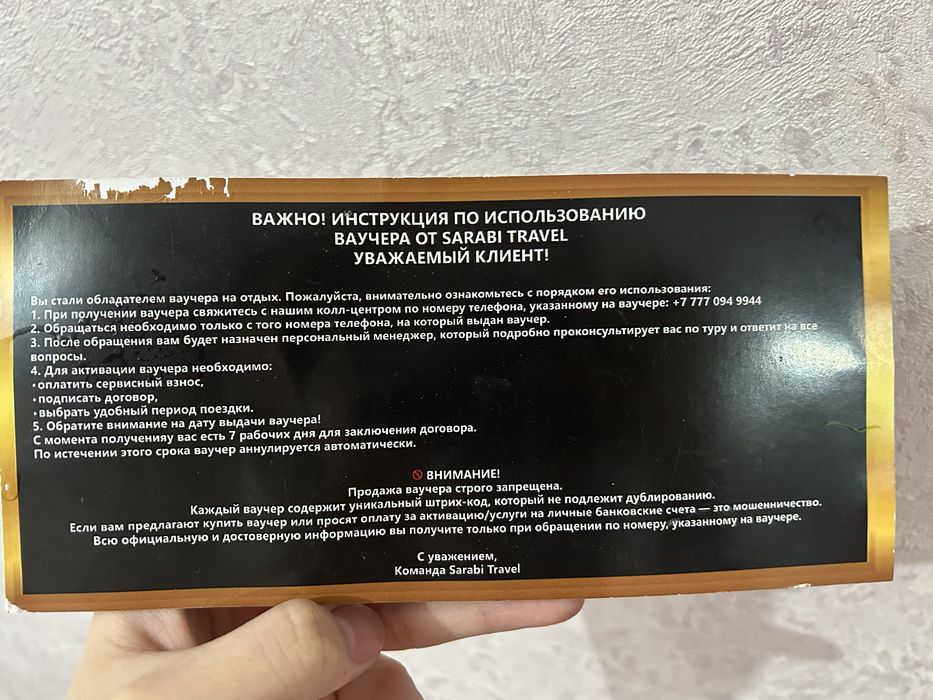 ВАЖНО! ИНСТРУКЦИЯ ПО ИСПОЛЬЗОВАНИЮ
ВАУЧЕРА ОТ SARABI TRAVEL
УВАЖАЕМЫЙ КЛИЕНТ!
Вы стали обладателем ваучера на отдых. Пожалуйста, внимательно ознакомьтесь с порядком его использования:
1. При получении ваучера свяжитесь с нашим колл-центром по номеру телефона, указанному на ваучере: +7 777 094 9944
2. Обращаться необходимо только с того номера телефона, на который выдан ваучер.
3. После обращения вам будет назначен персональный менеджер, который подробно проконсультирует вас по туру и ответит на все
вопросы.
4. Для активации ваучера необходимо:
• оплатить сервисный взнос,
• подписать договор,
• выбрать удобный период поездки.
5. Обратите внимание на дату выдачи ваучера!
С момента полученияу вас есть 7 рабочих дня для заключения договора.
По истечении этого срока ваучер аннулируется автоматически.
🚫 ВНИМАНИЕ!
Продажа ваучера строго запрещена.
Каждый ваучер содержит уникальный штрих-код, который не подлежит дублированию.
Если вам предлагают купить ваучер или просят оплату за активацию/услуги на личные банковские счета — это мошенничество.
Всю официальную и достоверную информацию вы получите только при обращении по номеру, указанному на ваучере.
С уважением,
Команда Sarabi Travel